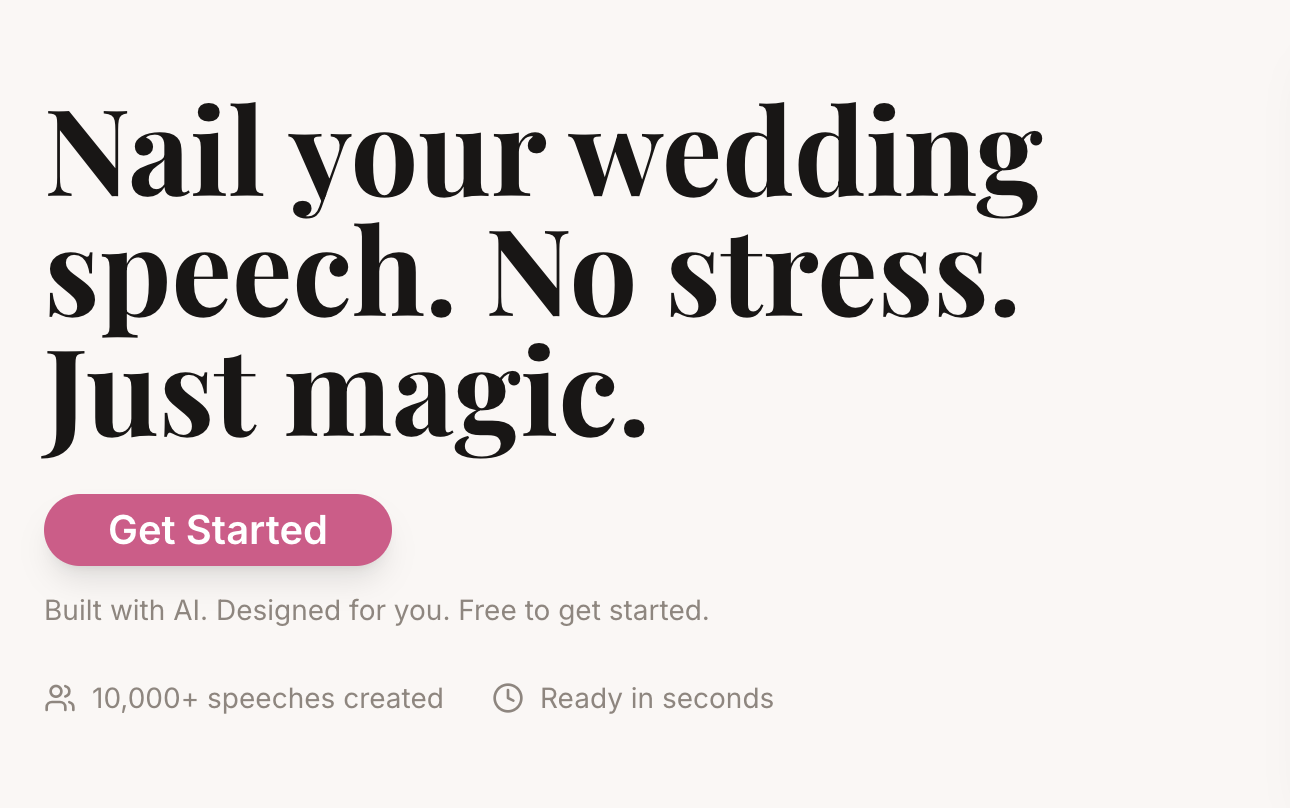 Nail your wedding
speech. No stress.
Just magic.
Get Started
Built with AI. Designed for you. Free to get started.
10,000+ speeches created
Ready in seconds